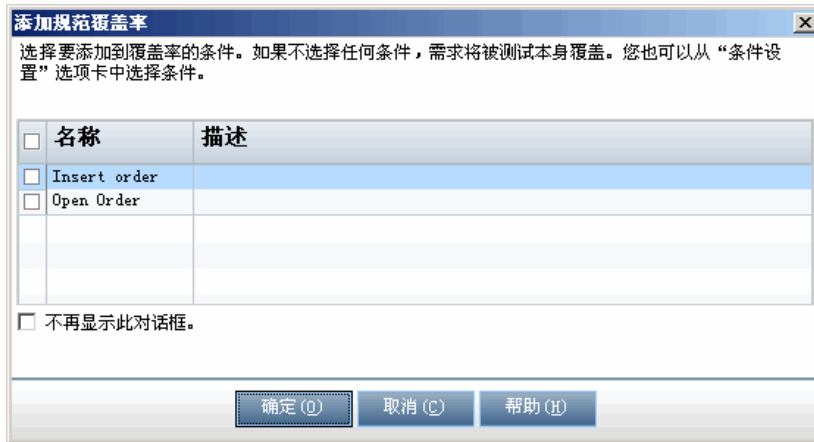 添加规范覆盖率
选择要添加到覆盖率的条件。如果不选择任何条件，需求将被测试本身覆盖。您也可以从“条件设
置”选项卡中选择条件。
名称 描述
Insert order
Open Order
不再显示此对话框。
确定(O) 取消(C) 帮助(H)